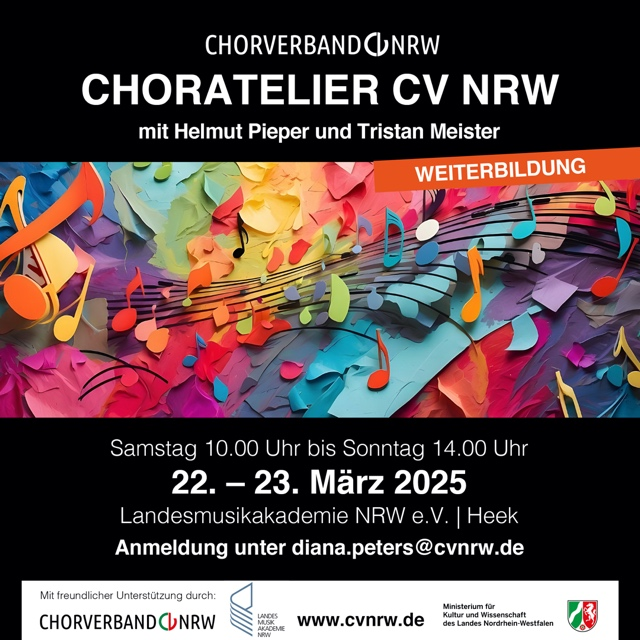 CHORVERBAND CVNRW
CHORATELIER CV NRW
mit Helmut Pieper und Tristan Meister
WEITERBILDUNG
Samstag 10.00 Uhr bis Sonntag 14.00 Uhr
22. – 23. März 2025
Landesmusikakademie NRW e.V. | Heek
Anmeldung unter diana.peters@cvnrw.de
Mit freundlicher Unterstützung durch:
CHORVERBAND CVNRW
LANDES
MUSIK
AKADEMIE
NRW
www.cvnrw.de
Ministerium für
Kultur und Wissenschaft
des Landes Nordrhein-Westfalen